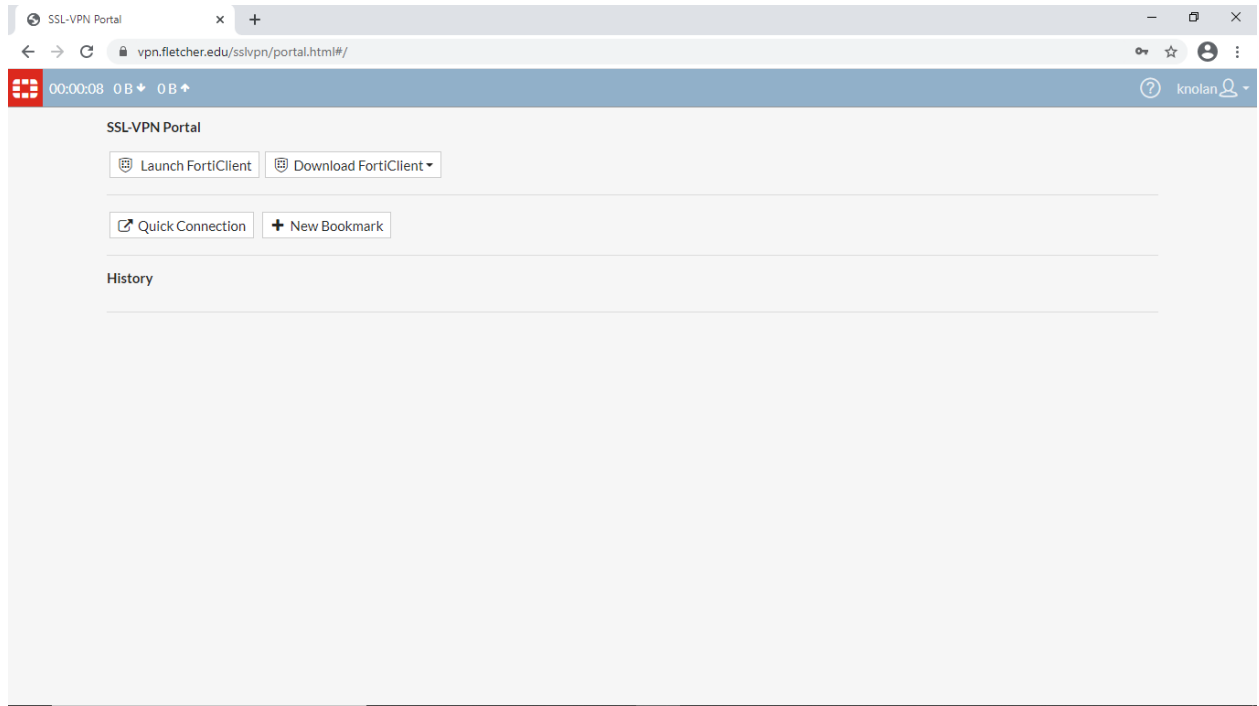 SSL-VPN Portal
vpn.fletcher.edu/sslvpn/portal.html#/
00:00:08 0 B 0 B knolan
SSL-VPN Portal
Launch FortiClient Download FortiClient
Quick Connection New Bookmark
History